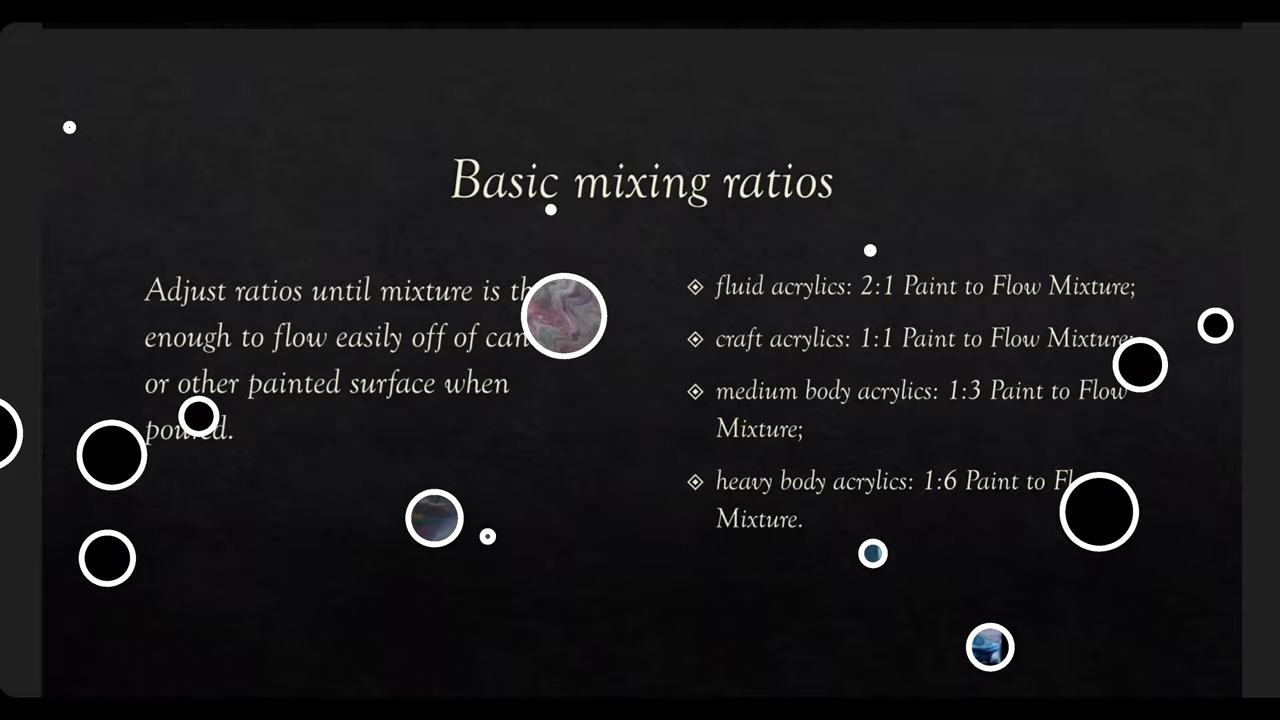 Basic mixing ratios
Adjust ratios until mixture is
enough to flow easily off of
or other painted surface when
poured.
fluid acrylics: 2:1 Paint to Flow Mixture;
craft acrylics: 1:1 Paint to Flow Mixture;
medium body acrylics: 1:3 Paint to Flow
Mixture;
heavy body acrylics: 1:6 Paint to
Mixture.